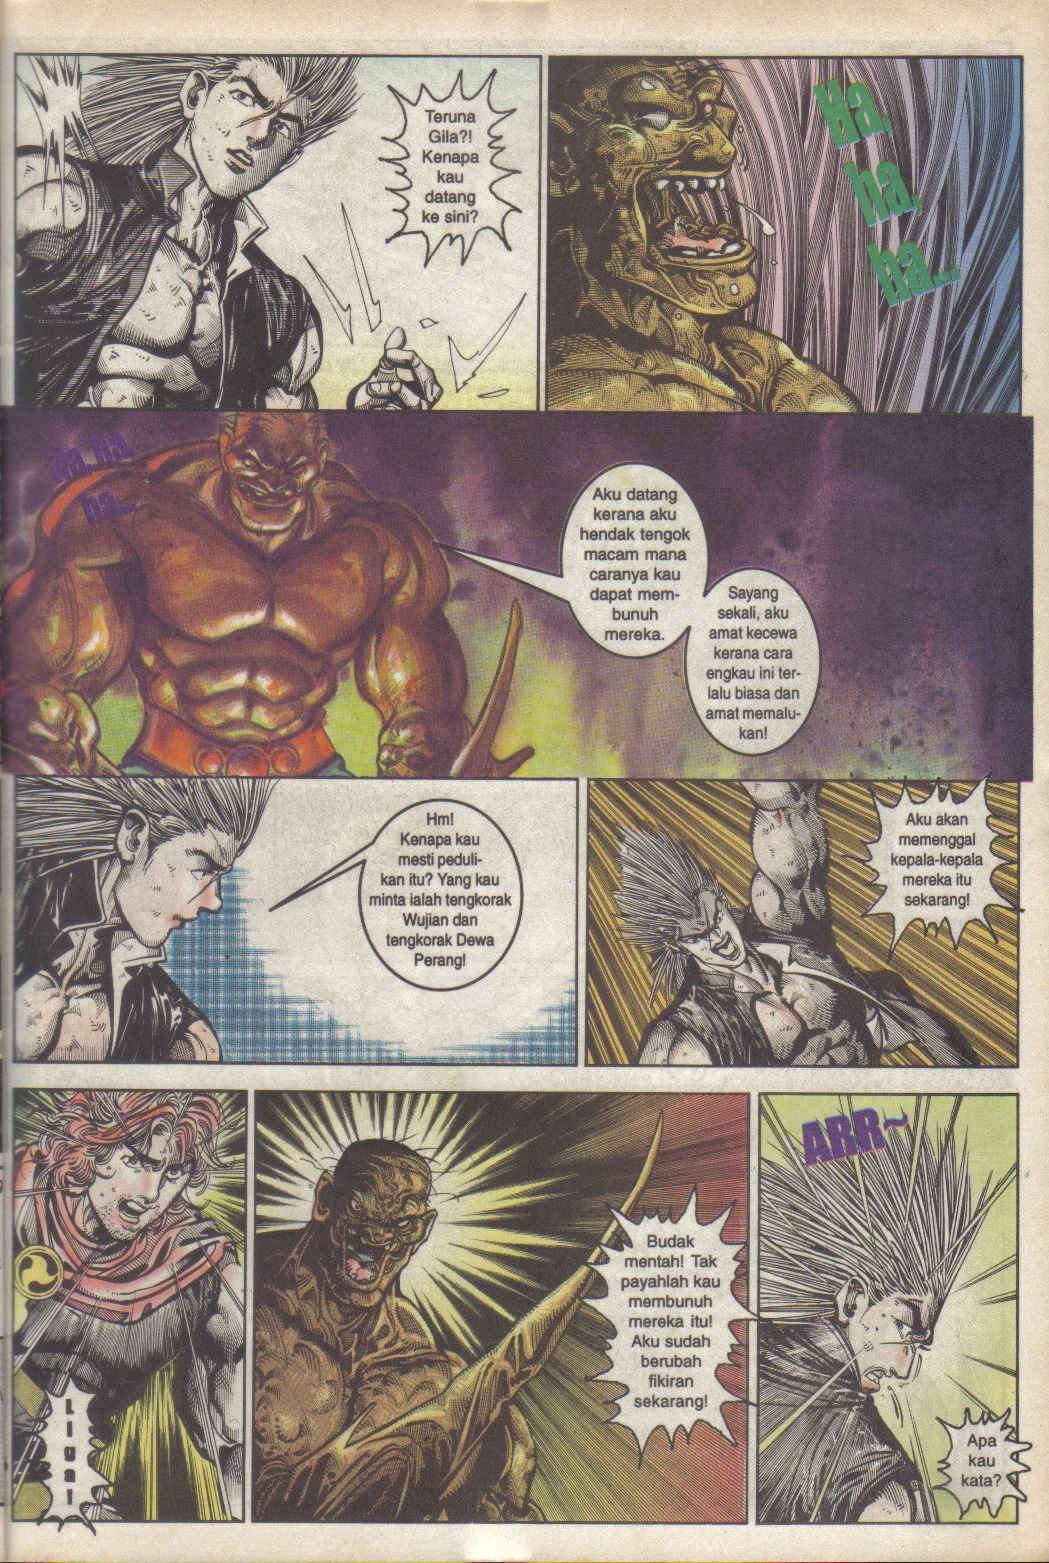 Teruna
Gila?!
Kenapa
kau
datang
ke sini?
Ha,
ha,
ha...
Ha, ha,
ha...
Aku datang
kerana aku
hendak tengok
macam mana
caranya kau
dapat mem-
bunuh
mereka.
Sayang
sekali, aku
amat kecewa
kerana cara
engkau ini ter-
lalu biasa dan
amat memalu-
kan!
Hm!
Kenapa kau
mesti peduli-
kan itu? Yang kau
minta ialah tengkorak
Wujian dan
tengkorak Dewa
Perang!
Aku akan
memenggal
kepala-kepala
mereka itu
sekarang!
Budak
mentah! Tak
payahlah kau
membunuh
mereka itu!
Aku sudah
berubah
fikiran
sekarang!
ARR~
Apa
kau
kata?